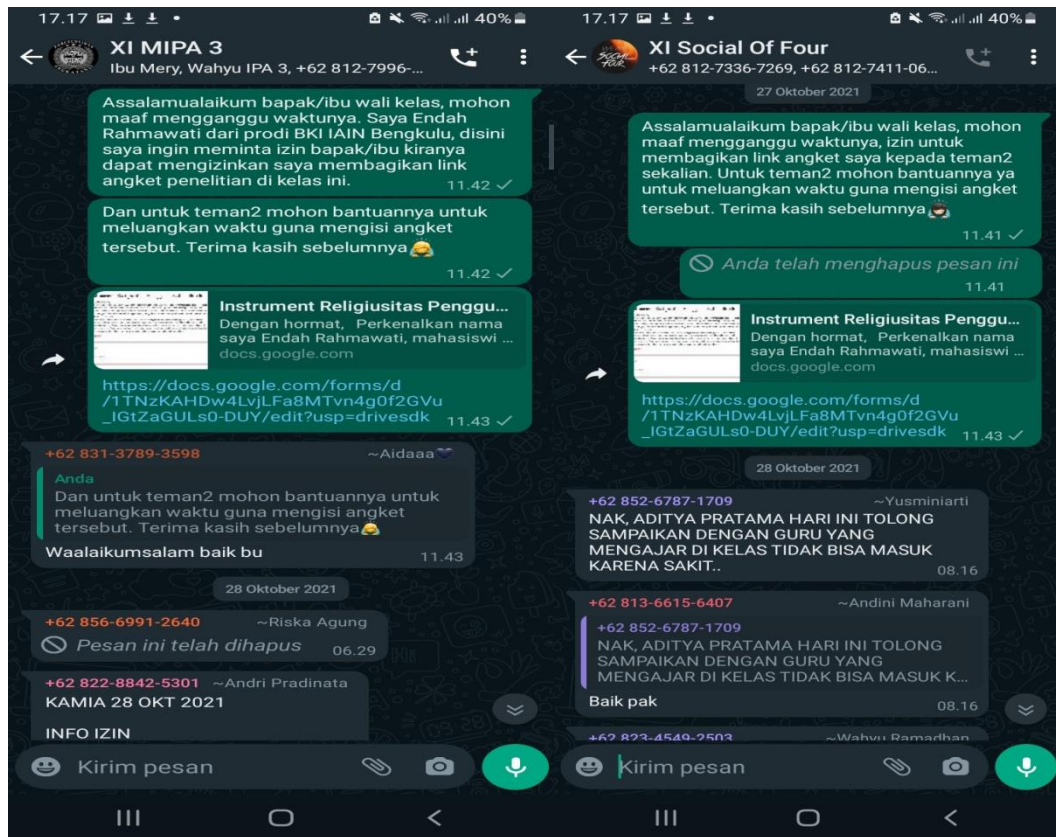 17.17
40%
XI MIPA 3
Ibu Mery, Wahyu IPA 3, +62 812-7996-...
Assalamualaikum bapak/ibu wali kelas, mohon
maaf mengganggu waktunya. Saya Endah
Rahmawati dari prodi BKI IAIN Bengkulu, disini
saya ingin meminta izin bapak/ibu kiranya
dapat mengizinkan saya membagikan link
angket penelitian di kelas ini.
11.42
Dan untuk teman2 mohon bantuannya untuk
meluangkan waktu guna mengisi angket
tersebut. Terima kasih sebelumnya
11.42
Instrument Religiusitas Penggu...
Dengan hormat, Perkenalkan nama
saya Endah Rahmawati, mahasiswi ...
docs.google.com
https://docs.google.com/forms/d
/1TNzKAHDw4LvjLFa8MTvn4g0f2GVu
_IGtZaGULs0-DUY/edit?usp=drivesdk
11.43
+62 831-3789-3598 ~Aidaaa
Anda
Dan untuk teman2 mohon bantuannya untuk
meluangkan waktu guna mengisi angket
tersebut. Terima kasih sebelumnya
Waalaikumsalam baik bu
11.43
28 Oktober 2021
+62 856-6991-2640 ~Riska Agung
Pesan ini telah dihapus
06.29
+62 822-8842-5301 ~Andri Pradinata
KAMIA 28 OKT 2021
INFO IZIN
Kirim pesan
17.17
40%
XI Social Of Four
+62 812-7336-7269, +62 812-7411-06...
27 Oktober 2021
Assalamualaikum bapak/ibu wali kelas, mohon
maaf mengganggu waktunya, izin untuk
membagikan link angket saya kepada teman2
sekalian. Untuk teman2 mohon bantuannya ya
untuk meluangkan waktu guna mengisi angket
tersebut. Terima kasih sebelumnya
11.41
Anda telah menghapus pesan ini
11.41
Instrument Religiusitas Penggu...
Dengan hormat, Perkenalkan nama
saya Endah Rahmawati, mahasiswi ...
docs.google.com
https://docs.google.com/forms/d
/1TNzKAHDw4LvjLFa8MTvn4g0f2GVu
_IGtZaGULs0-DUY/edit?usp=drivesdk
11.43
28 Oktober 2021
+62 852-6787-1709 ~Yusminiarti
NAK, ADITYA PRATAMA HARI INI TOLONG
SAMPAIKAN DENGAN GURU YANG
MENGAJAR DI KELAS TIDAK BISA MASUK
KARENA SAKIT..
08.16
+62 813-6615-6407 ~Andini Maharani
+62 852-6787-1709
NAK, ADITYA PRATAMA HARI INI TOLONG
SAMPAIKAN DENGAN GURU YANG
MENGAJAR DI KELAS TIDAK BISA MASUK K...
Baik pak
08.16
+62 823-4549-2503 ~Wahyu Ramadhan
Kirim pesan